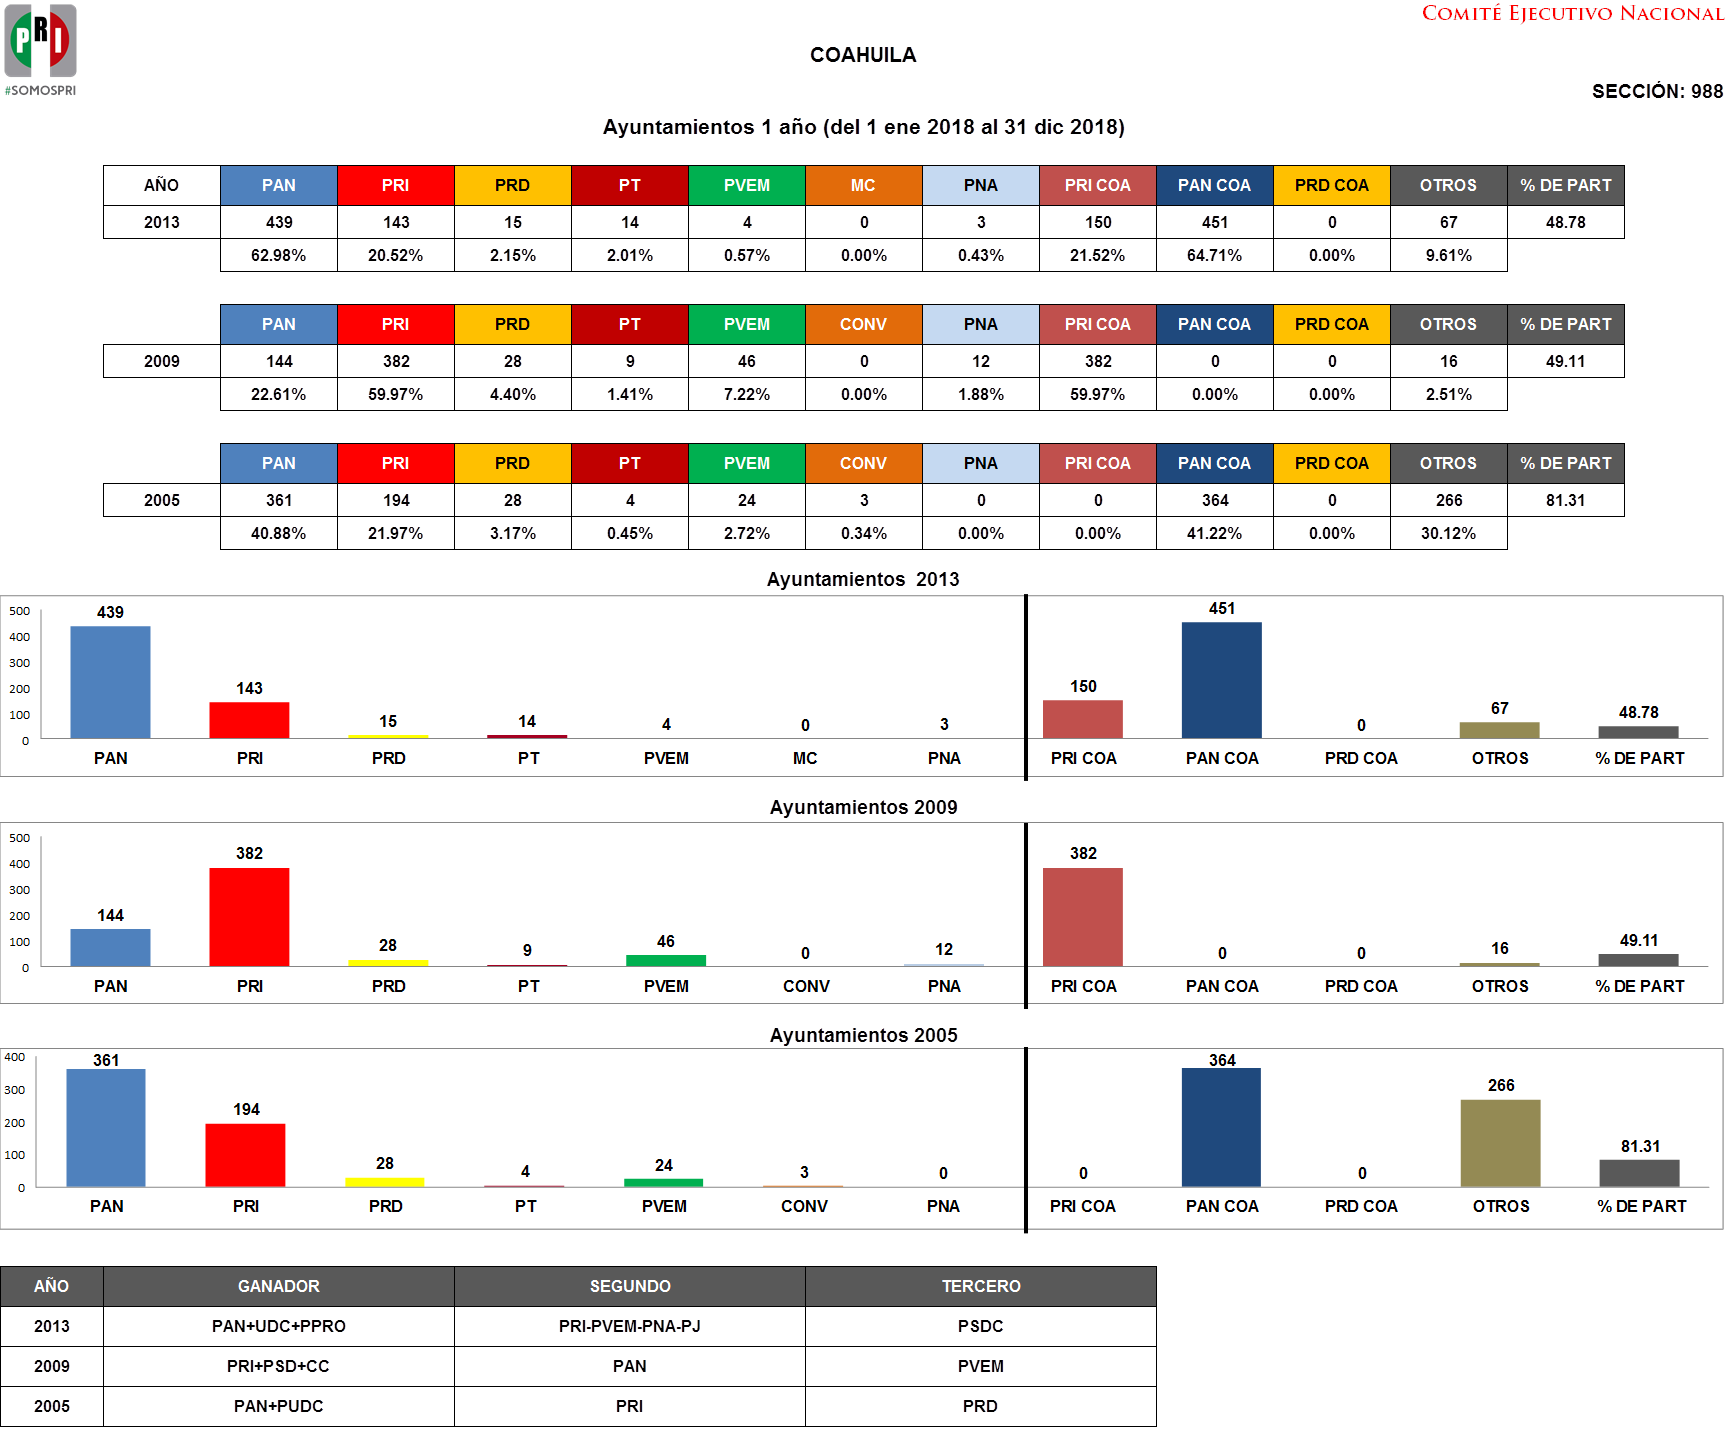 PRI
#SOMOSPRI
COMITÉ EJECUTIVO NACIONAL
COAHUILA
SECCIÓN: 988
Ayuntamientos 1 año (del 1 ene 2018 al 31 dic 2018)
AÑO PAN PRI PRD PT PVEM MC PNA PRI COA PAN COA PRD COA OTROS % DE PART
2013 439 143 15 14 4 0 3 150 451 0 67 48.78
62.98% 20.52% 2.15% 2.01% 0.57% 0.00% 0.43% 21.52% 64.71% 0.00% 9.61%
PAN PRI PRD PT PVEM CONV PNA PRI COA PAN COA PRD COA OTROS % DE PART
2009 144 382 28 9 46 0 12 382 0 0 16 49.11
22.61% 59.97% 4.40% 1.41% 7.22% 0.00% 1.88% 59.97% 0.00% 0.00% 2.51%
PAN PRI PRD PT PVEM CONV PNA PRI COA PAN COA PRD COA OTROS % DE PART
2005 361 194 28 4 24 3 0 0 364 0 266 81.31
40.88% 21.97% 3.17% 0.45% 2.72% 0.34% 0.00% 0.00% 41.22% 0.00% 30.12%
Ayuntamientos 2013
500
400
300
200
100
0
439 143 15 14 4 0 3 150 451 0 67 48.78
PAN PRI PRD PT PVEM MC PNA PRI COA PAN COA PRD COA OTROS % DE PART
Ayuntamientos 2009
500
400
300
200
100
0
144 382 28 9 46 0 12 382 0 0 16 49.11
PAN PRI PRD PT PVEM CONV PNA PRI COA PAN COA PRD COA OTROS % DE PART
Ayuntamientos 2005
400
300
200
100
0
361 194 28 4 24 3 0 0 364 0 266 81.31
PAN PRI PRD PT PVEM CONV PNA PRI COA PAN COA PRD COA OTROS % DE PART
AÑO GANADOR SEGUNDO TERCERO
2013 PAN+UDC+PPRO PRI-PVEM-PNA-PJ PSDC
2009 PRI+PSD+CC PAN PVEM
2005 PAN+PUDC PRI PRD